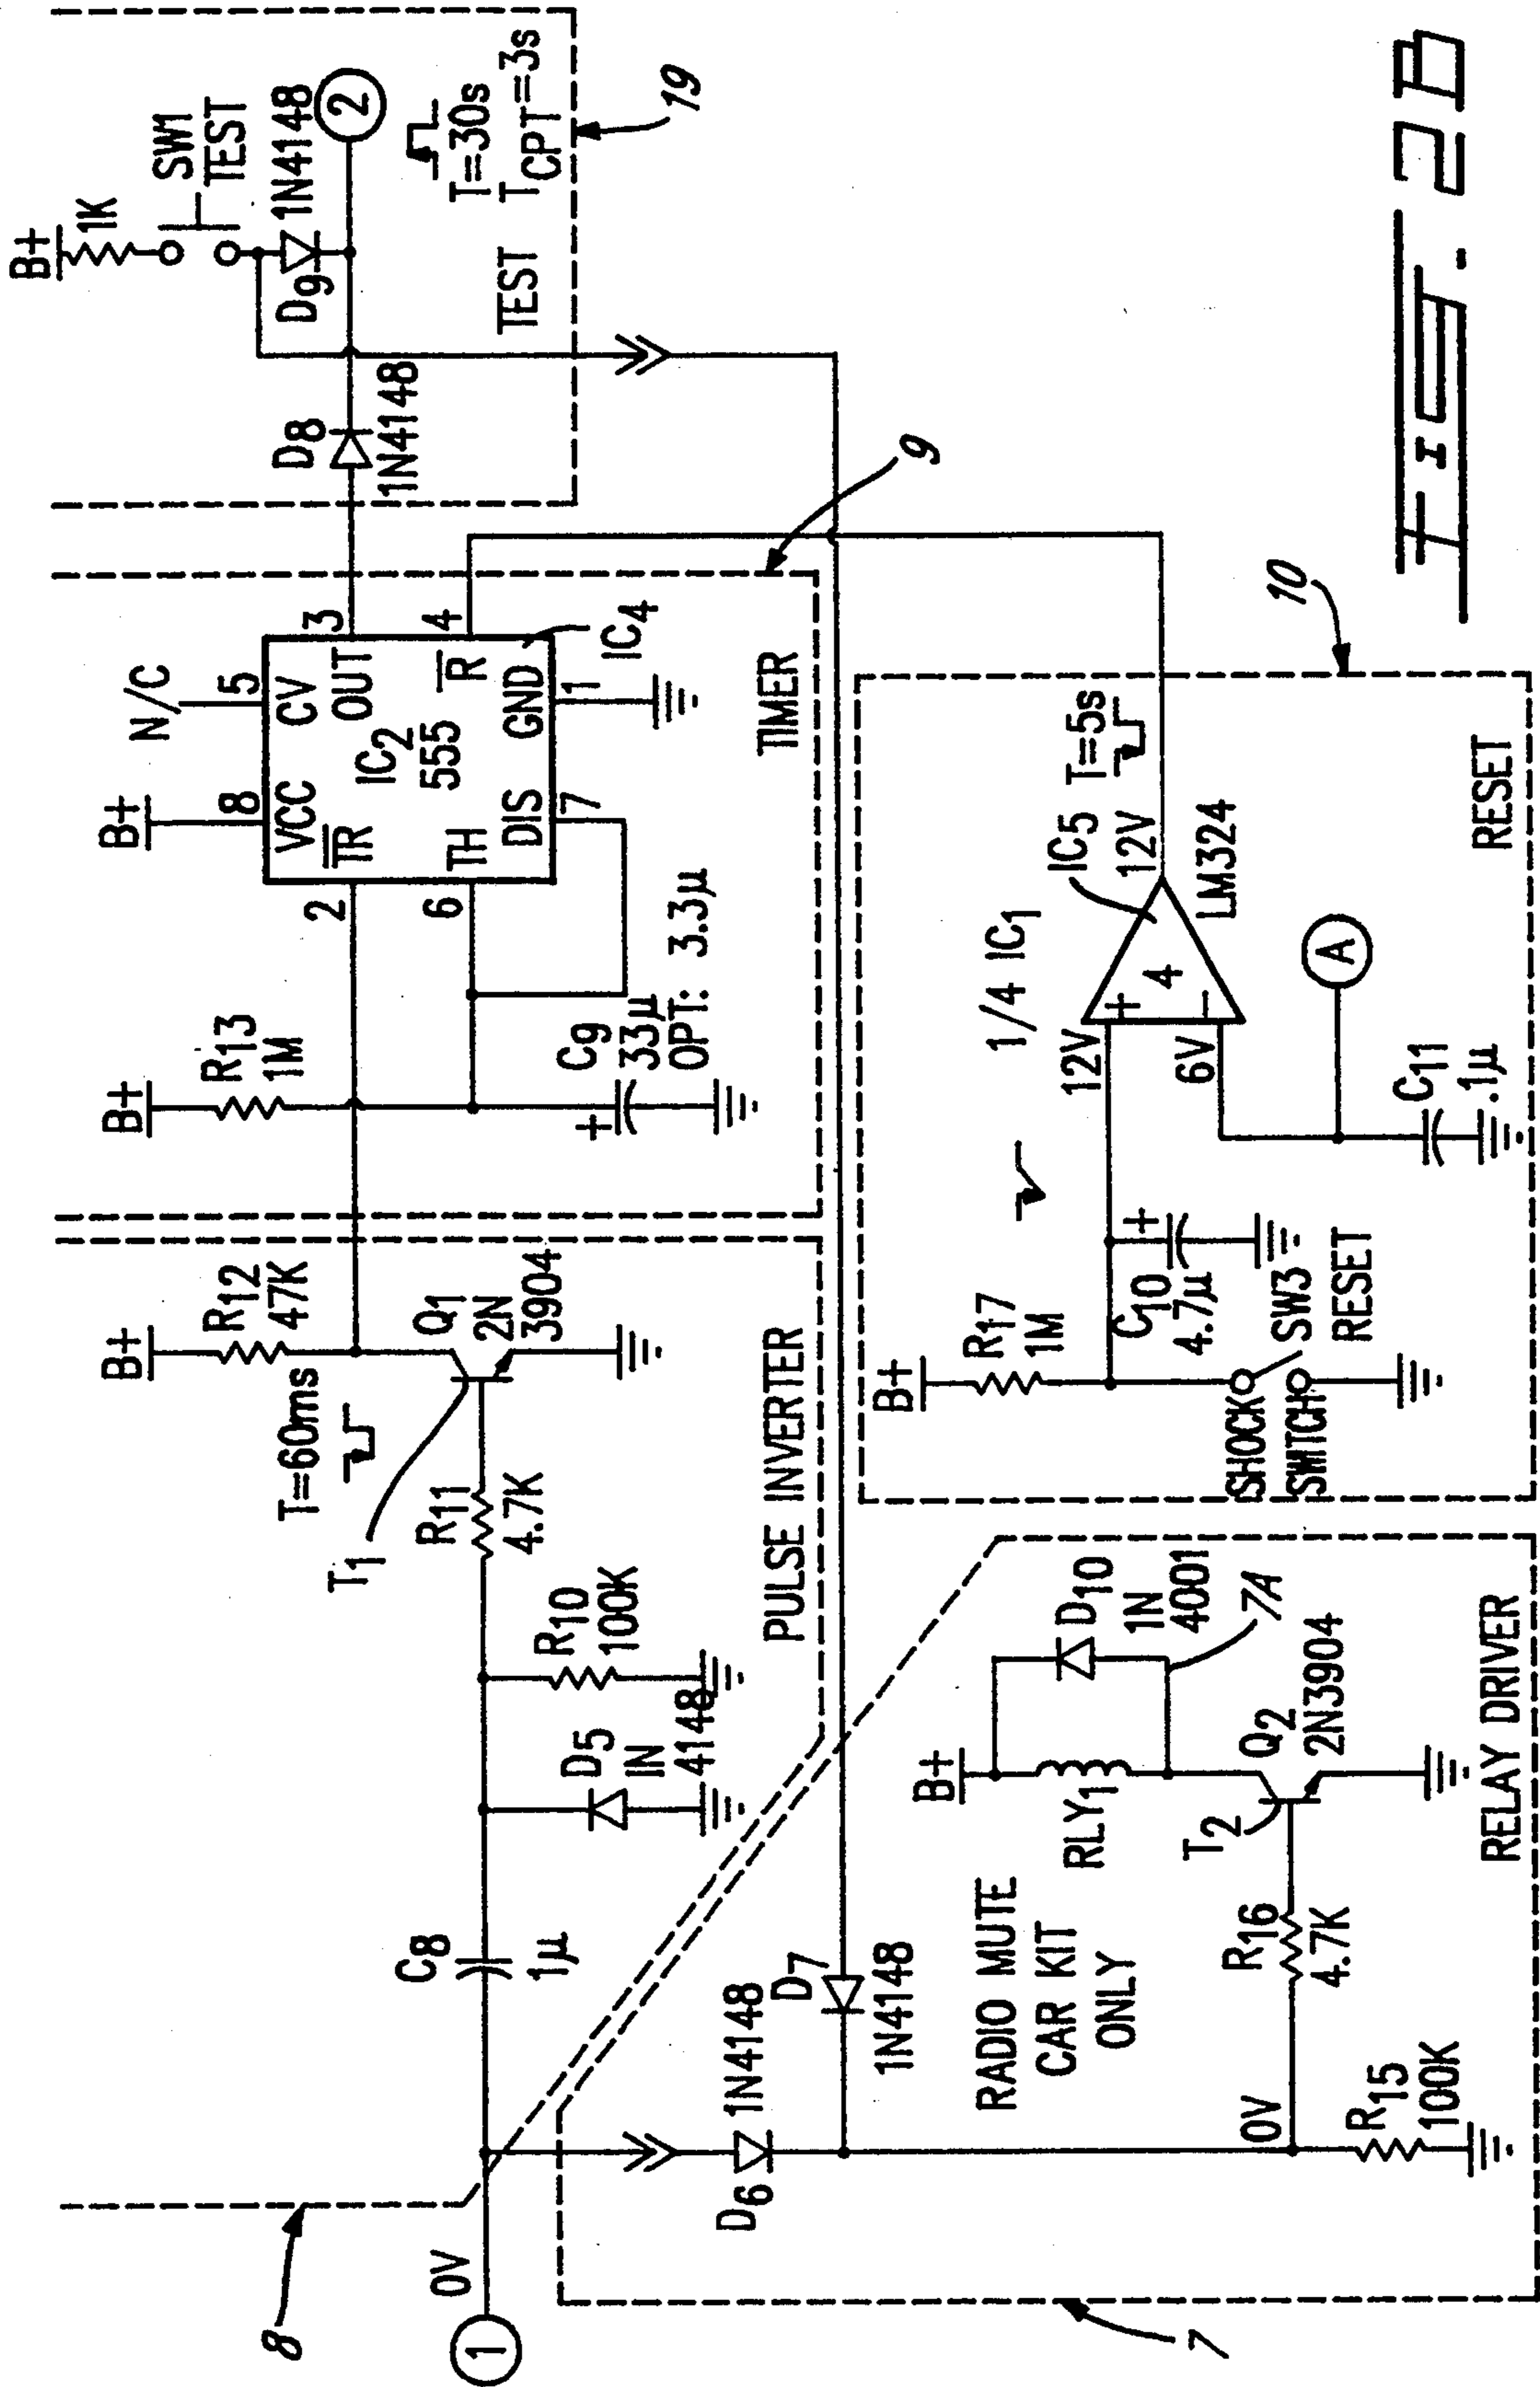 8
1
0V
C8
1µ
D5
IN
4148
R10
100K
R11
4.7K
T1
T=60ms
B+
R12
47K
Q1
2N
3904
PULSE INVERTER
B+
R13
1M
C9
33µ
OPT: 3.3µ
2
6
B+
8
N/C
5
VCC
CV
TR
OUT
IC2
555
TH
R
DIS
GND
7
1
3
4
IC4
TIMER
9
D8
1N4148
B+
1K
SW1
TEST
D9
1N4148
2
TEST
T=30s
TCPT=3s
19
D6
1N4148
D7
1N4148
RADIO MUTE
CAR KIT
ONLY
B+
RLY1
D10
1N
4001
7A
T2
Q2
2N3904
0V
R16
4.7K
R15
100K
RELAY DRIVER
7
B+
R17
1M
C10
4.7µ
SHOCK
SWITCH
SW3
RESET
12V
6V
1/4 IC1
+
4
−
IC5
12V
LM324
T=5s
A
C11
.1µ
RESET
10
FIG. 2B